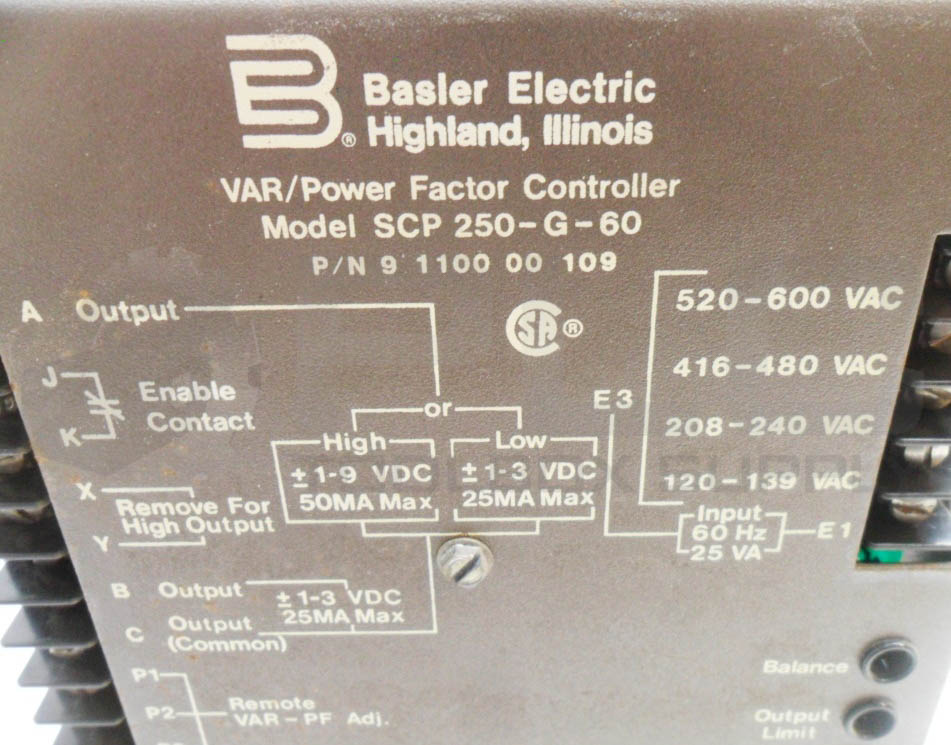 B®
Basler Electric
Highland, Illinois
VAR/Power Factor Controller
Model SCP 250-G-60
P/N 9 1100 00 109
A Output
CSA®
520-600 VAC
416-480 VAC
208-240 VAC
120-139 VAC
E3
Input
60 Hz
25 VA
E1
J
K
Enable
Contact
or
High
± 1-9 VDC
50MA Max
Low
± 1-3 VDC
25MA Max
X
Y
Remove For
High Output
B Output
± 1-3 VDC
25MA Max
C Output
(Common)
P1
P2
Remote
VAR-PF Adj.
Balance
Output
Limit